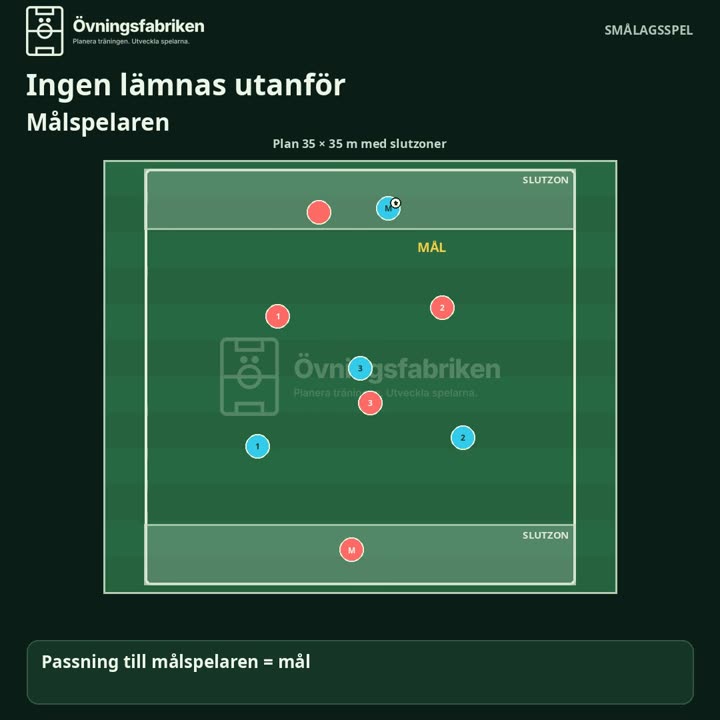 Övningsfabriken
Planera träningen. Utveckla spelarna.
SMÅLAGSSPEL
Ingen lämnas utanför
Målspelaren
Plan 35 × 35 m med slutzoner
SLUTZON
M
MÅL
1
2
Övningsfabriken
3
Planera träningen. Utveckla spelarna.
3
1
2
SLUTZON
M
Passning till målspelaren = mål